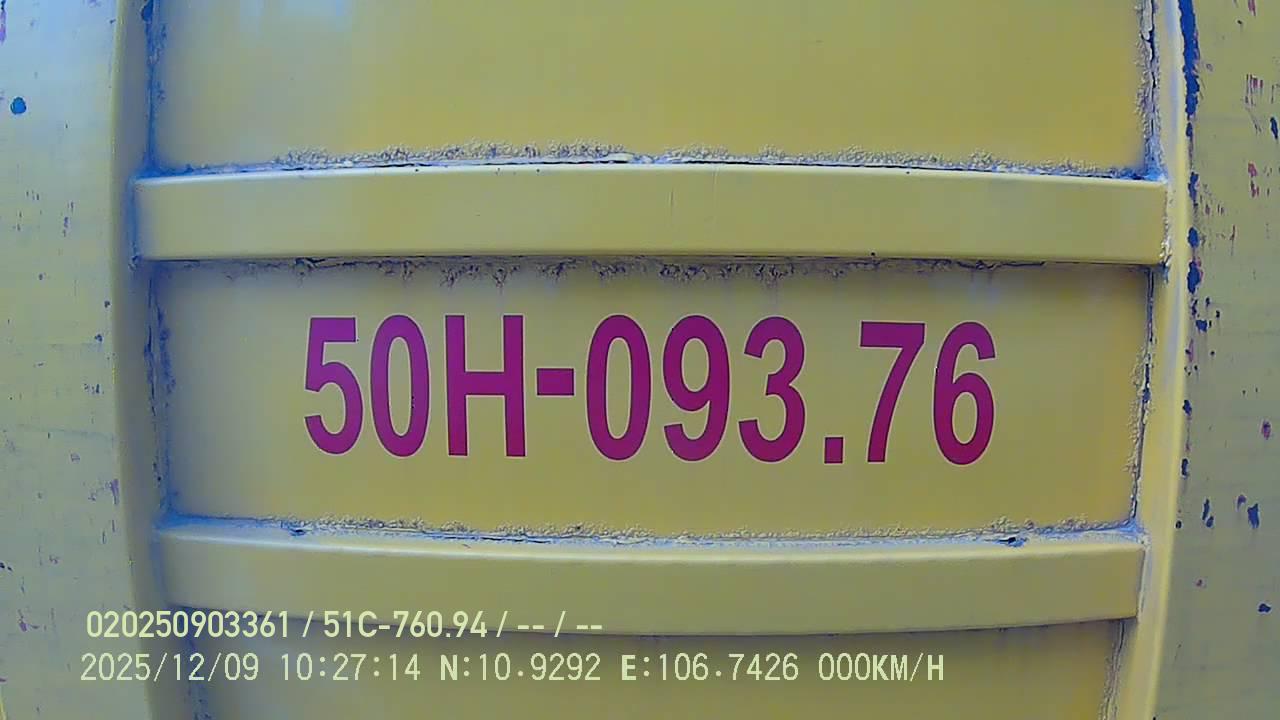 50H-093.76
020250903361 / 51C-760.94 / -- / --
2025/12/09 10:27:14 N:10.9292 E:106.7426 000KM/H